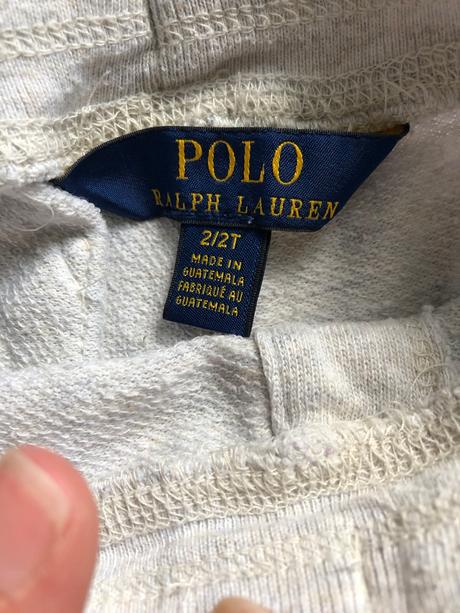 POLO
RALPH LAUREN
2/2T
MADE IN
GUATEMALA
FABRIQUÉ AU
GUATEMALA